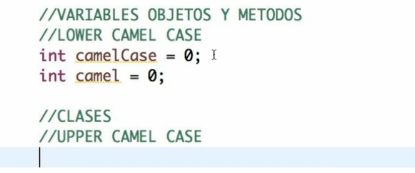 //VARIABLES OBJETOS Y METODOS
//LOWER CAMEL CASE
int camelCase = 0;
int camel = 0;
//CLASES
//UPPER CAMEL CASE